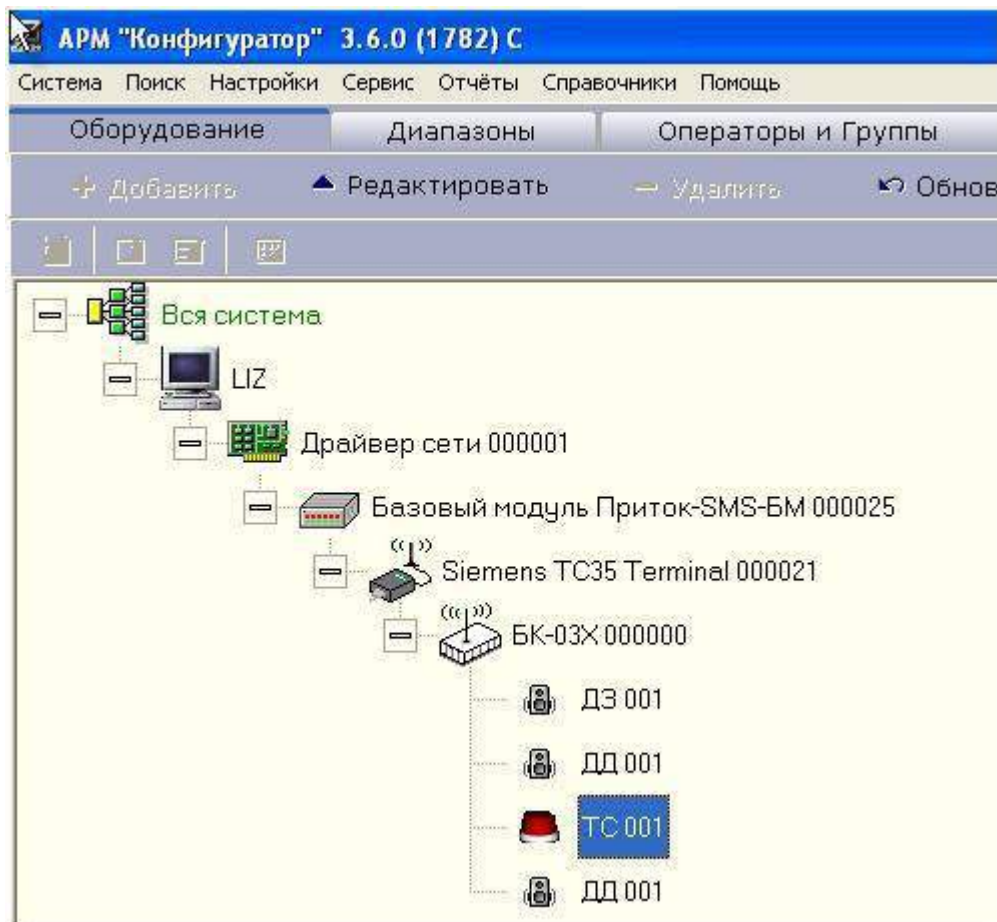 АРМ "Конфигуратор" 3.6.0 (1782) С
Система Поиск Настройки Сервис Отчёты Справочники Помощь
Оборудование Диапазоны Операторы и Группы
Добавить Редактировать Удалить Обнов
Вся система
LIZ
Драйвер сети 000001
Базовый модуль Приток-SMS-БМ 000025
Siemens TC35 Terminal 000021
БК-03X 000000
ДЗ 001
ДД 001
ТС 001
ДД 001